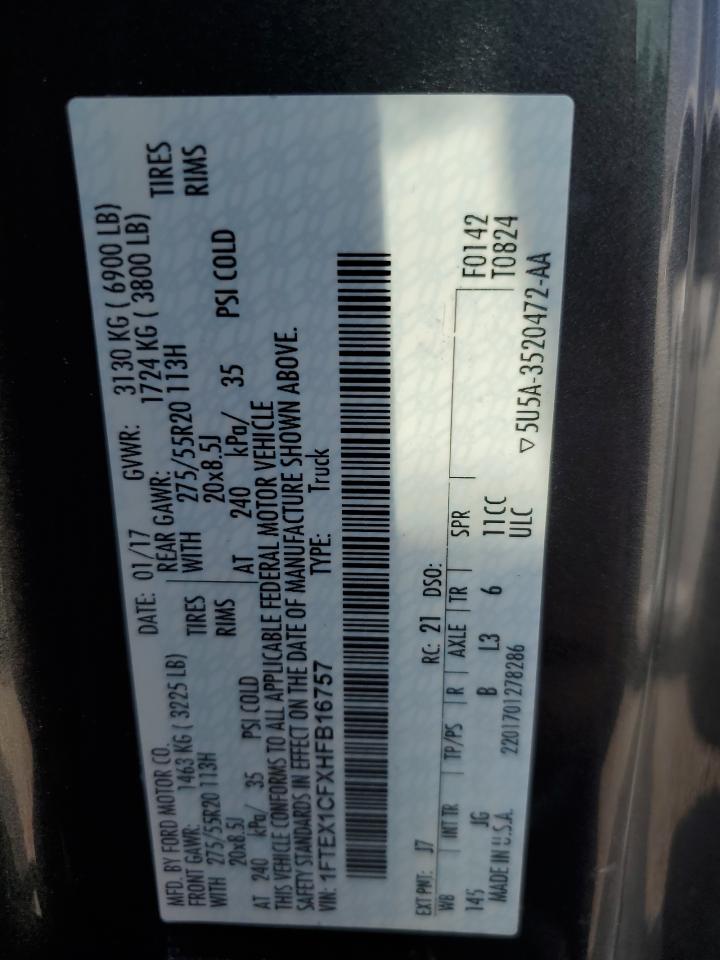 MFD. BY FORD MOTOR CO.
DATE: 01/17 GVWR: 3130 KG ( 6900 LB)
FRONT GAWR: 1463 KG ( 3225 LB) REAR GAWR: 1724 KG ( 3800 LB)
WITH 275/55R20 113H TIRES WITH 275/55R20 113H TIRES
20x8.5J RIMS 20x8.5J RIMS
AT 240 kPa/ 35 PSI COLD AT 240 kPa/ 35 PSI COLD
THIS VEHICLE CONFORMS TO ALL APPLICABLE FEDERAL MOTOR VEHICLE
SAFETY STANDARDS IN EFFECT ON THE DATE OF MANUFACTURE SHOWN ABOVE.
VIN: 1FTEX1CFXHFB16757 TYPE: Truck
EXT PNT: J7 RC: 21 DSO: F0142
WB INT TR TP/PS R AXLE TR SPR T0824
145 JG B L3 6 11CC
MADE IN U.S.A. 2201701278286 ULC ▽5U5A-3520472-AA